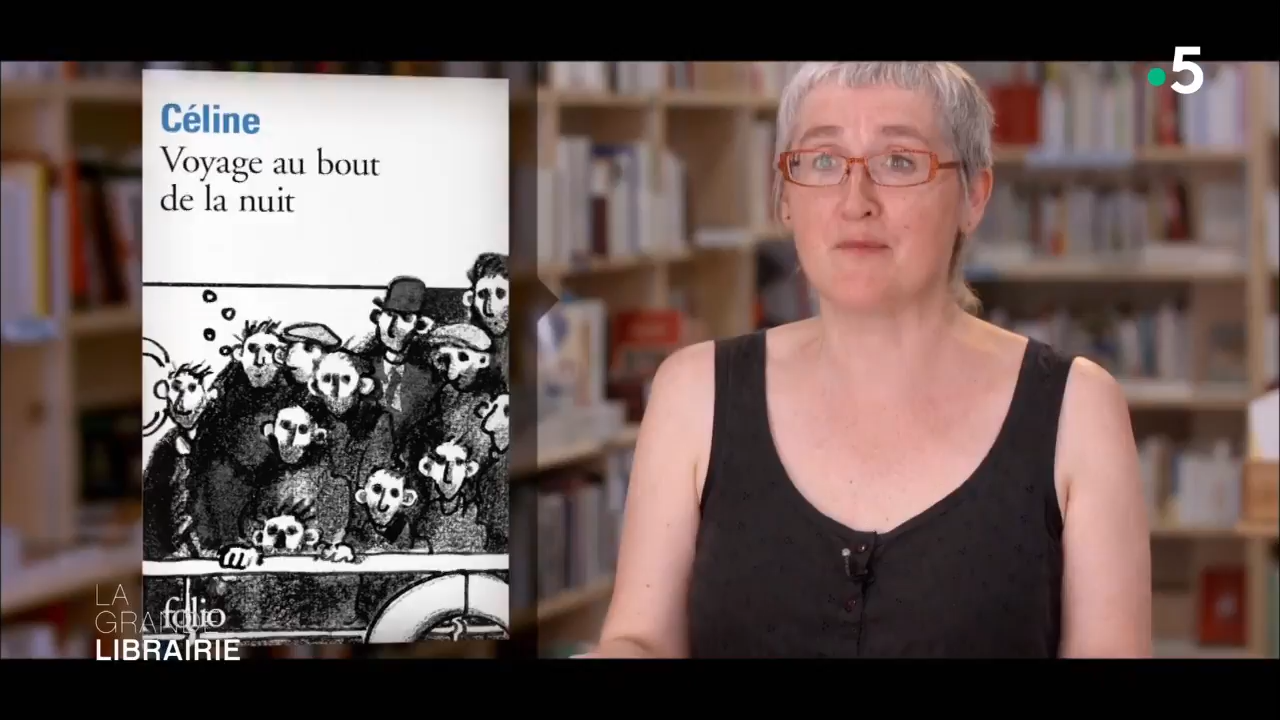 5
Céline
Voyage au bout
de la nuit
folio
LA
GRANDE
LIBRAIRIE